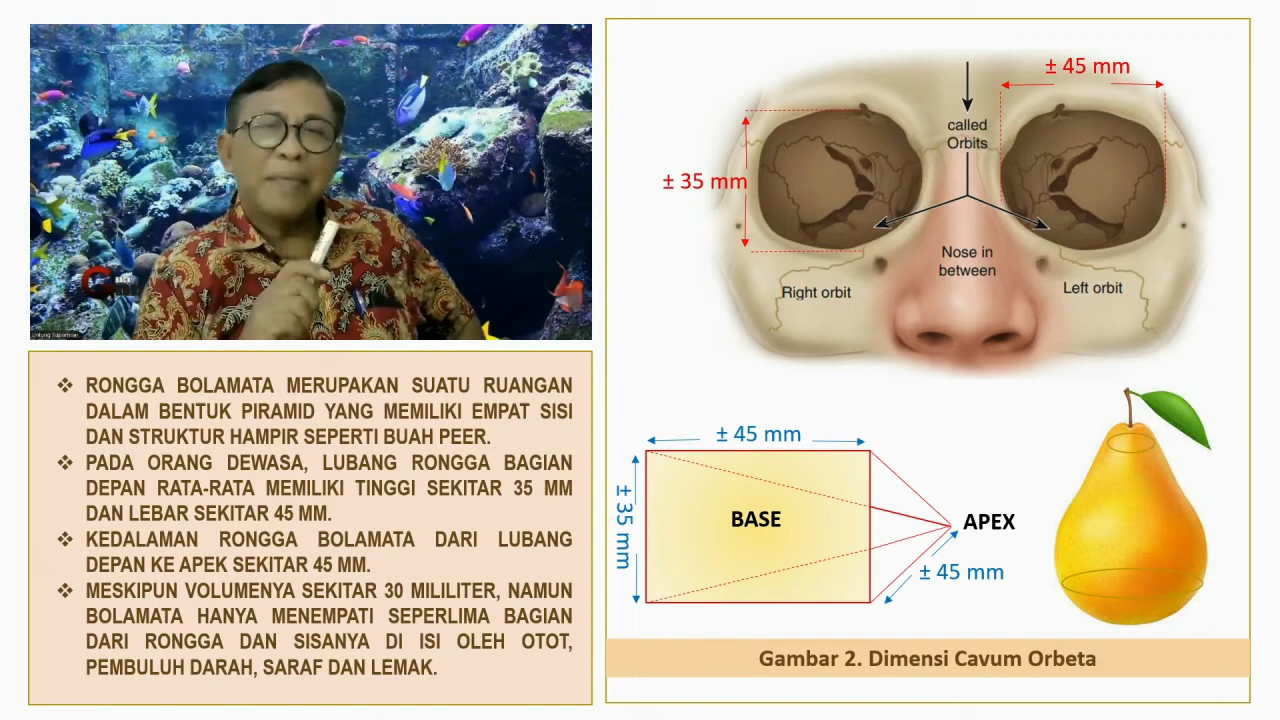 BACK
Untung Suparman
❖ RONGGA BOLAMATA MERUPAKAN SUATU RUANGAN
DALAM BENTUK PIRAMID YANG MEMILIKI EMPAT SISI
DAN STRUKTUR HAMPIR SEPERTI BUAH PEER.
❖ PADA ORANG DEWASA, LUBANG RONGGA BAGIAN
DEPAN RATA-RATA MEMILIKI TINGGI SEKITAR 35 MM
DAN LEBAR SEKITAR 45 MM.
❖ KEDALAMAN RONGGA BOLAMATA DARI LUBANG
DEPAN KE APEK SEKITAR 45 MM.
❖ MESKIPUN VOLUMENYA SEKITAR 30 MILILITER, NAMUN
BOLAMATA HANYA MENEMPATI SEPERLIMA BAGIAN
DARI RONGGA DAN SISANYA DI ISI OLEH OTOT,
PEMBULUH DARAH, SARAF DAN LEMAK.
± 45 mm
called
Orbits
± 35 mm
Nose in
between
Right orbit
Left orbit
± 45 mm
± 35 mm
BASE
APEX
± 45 mm
Gambar 2. Dimensi Cavum Orbeta